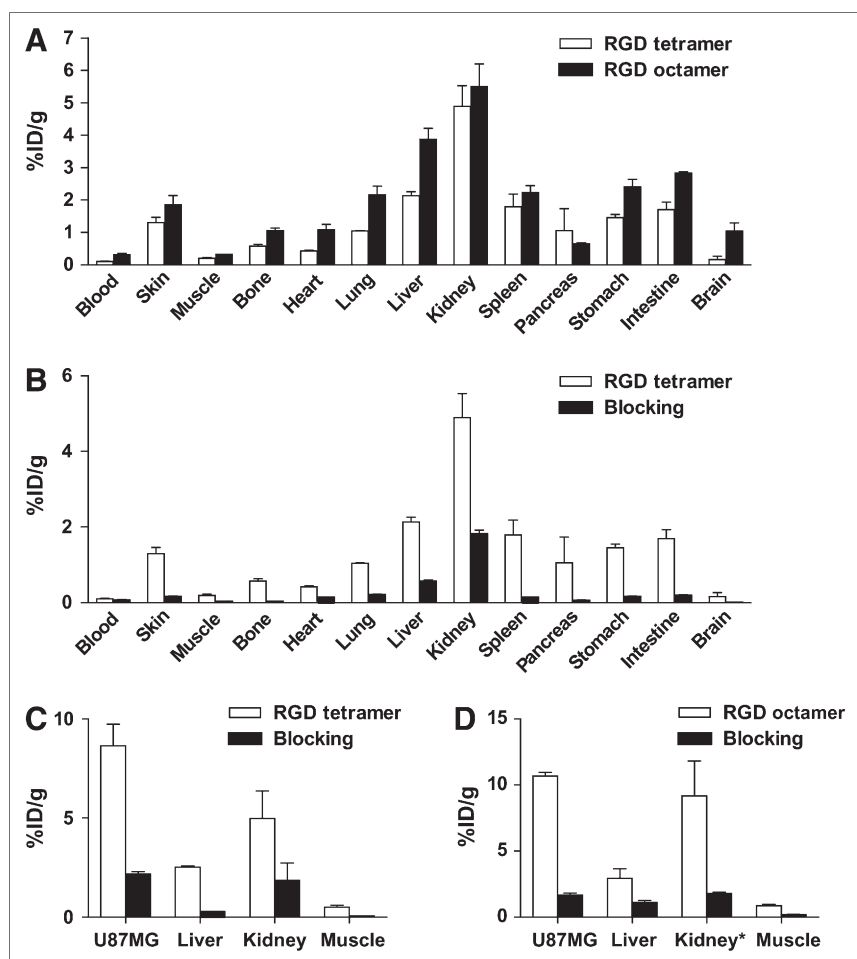 A
7
6
5
4
3
2
1
0
%ID/g
RGD tetramer
RGD octamer
Blood
Skin
Muscle
Bone
Heart
Lung
Liver
Kidney
Spleen
Pancreas
Stomach
Intestine
Brain
B
6
4
2
0
%ID/g
RGD tetramer
Blocking
Blood
Skin
Muscle
Bone
Heart
Lung
Liver
Kidney
Spleen
Pancreas
Stomach
Intestine
Brain
C
10
5
0
%ID/g
RGD tetramer
Blocking
U87MG
Liver
Kidney
Muscle
D
15
10
5
0
%ID/g
RGD octamer
Blocking
U87MG
Liver
Kidney*
Muscle